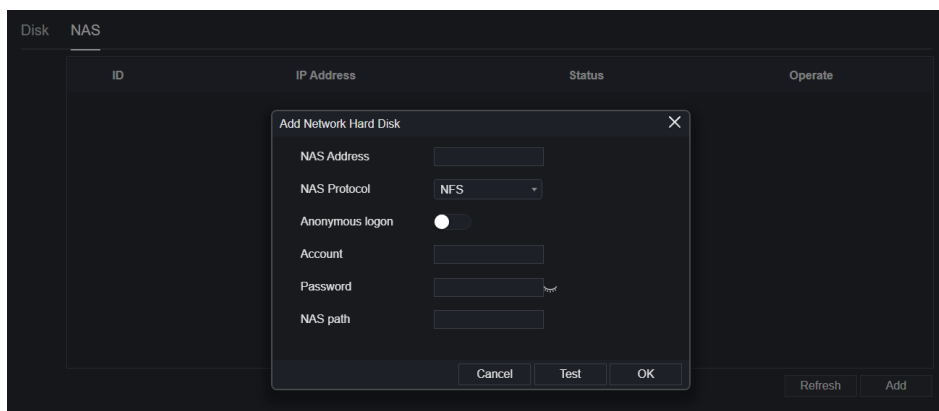 Disk NAS
ID IP Address Status Operate
Add Network Hard Disk
NAS Address
NAS Protocol NFS
Anonymous logon
Account
Password
NAS path
Cancel Test OK
Refresh Add